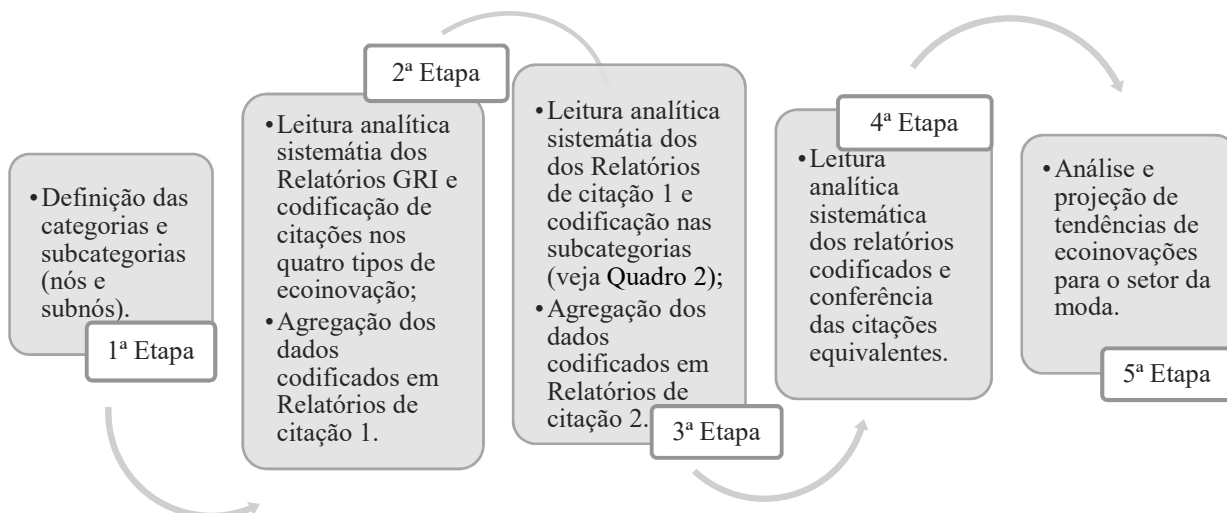 •Definição das
categorias e
subcategorias
(nós e
subnós).
1ª Etapa
2ª Etapa
•Leitura analítica
sistemátia dos
Relatórios GRI e
codificação de
citações nos
quatro tipos de
ecoinovação;
•Agregação dos
dados
codificados em
Relatórios de
citação 1.
•Leitura analítica
sistemátia dos
dos Relatórios
de citação 1 e
codificação nas
subcategorias
(veja Quadro 2);
•Agregação dos
dados
codificados em
Relatórios de
citação 2.
3ª Etapa
4ª Etapa
•Leitura
analítica
sistemática
dos relatórios
codificados e
conferência
das citações
equivalentes.
•Análise e
projeção de
tendências de
ecoinovações
para o setor da
moda.
5ª Etapa